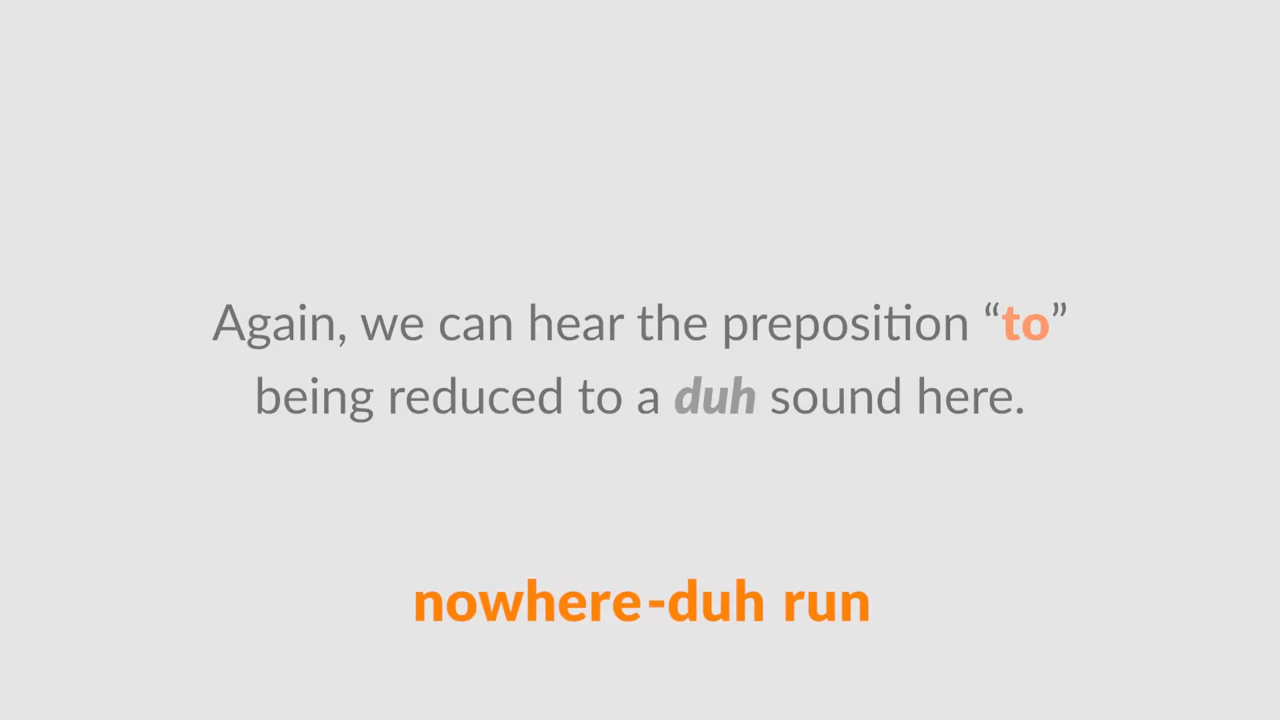 Again, we can hear the preposition “to”
being reduced to a duh sound here.
nowhere-duh run